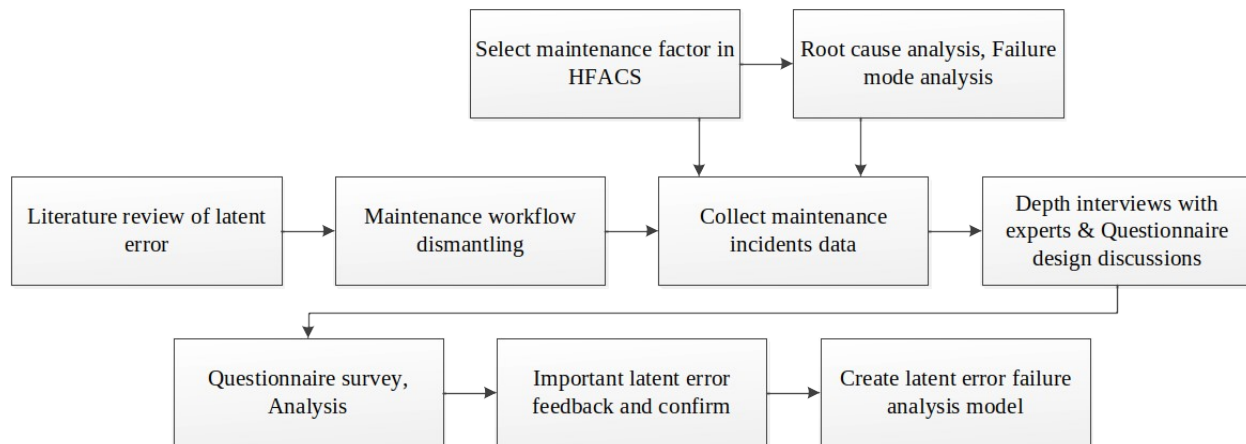 Select maintenance factor in
HFACS
Root cause analysis, Failure
mode analysis
Literature review of latent
error
Maintenance workflow
dismantling
Collect maintenance
incidents data
Depth interviews with
experts & Questionnaire
design discussions
Questionnaire survey,
Analysis
Important latent error
feedback and confirm
Create latent error failure
analysis model